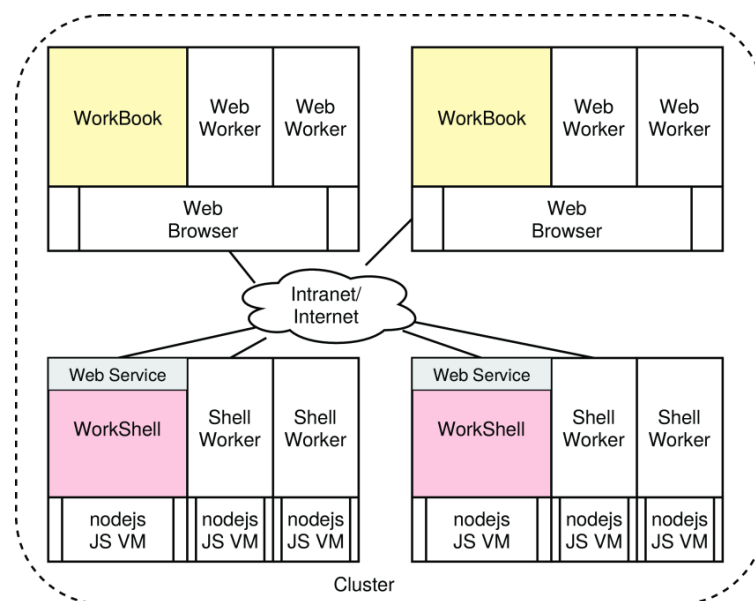 WorkBook
Web
Worker
Web
Worker
Web
Browser
WorkBook
Web
Worker
Web
Worker
Web
Browser
Intranet/
Internet
Web Service
WorkShell
Shell
Worker
Shell
Worker
nodejs
JS VM
nodejs
JS VM
nodejs
JS VM
Web Service
WorkShell
Shell
Worker
Shell
Worker
nodejs
JS VM
nodejs
JS VM
nodejs
JS VM
Cluster